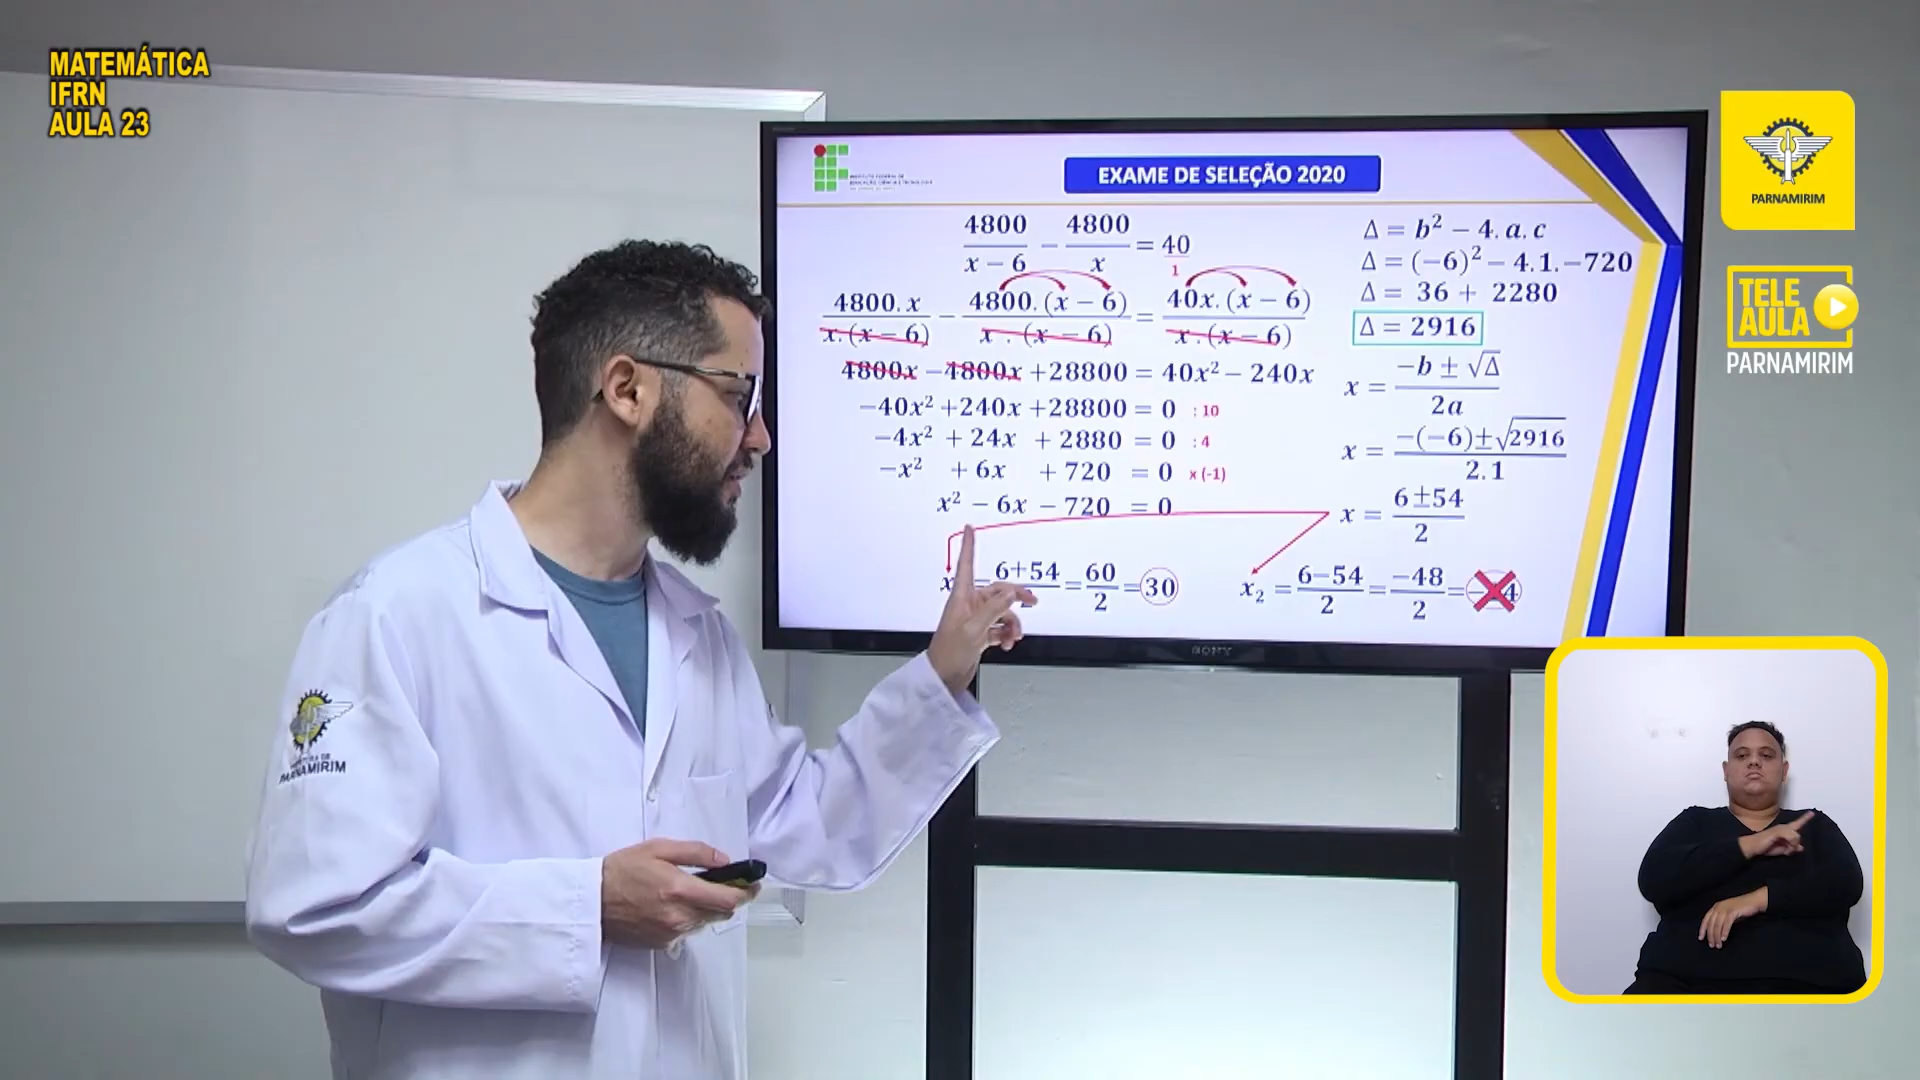 MATEMÁTICA
IFRN
AULA 23
EXAME DE SELEÇÃO 2020
4800/(x − 6) − 4800/x = 40/1
4800. x/(x. (x − 6)) − 4800. (x − 6)/(x . (x − 6)) = 40x. (x − 6)/(x . (x − 6))
4800x −4800x +28800 = 40x² − 240x
−40x² +240x +28800 = 0 : 10
−4x² + 24x + 2880 = 0 : 4
−x² + 6x + 720 = 0 x (-1)
x² − 6x − 720 = 0
x = (6+54)/ = 60/2 = 30
Δ = b² − 4. a. c
Δ = (−6)² − 4.1. −720
Δ = 36 + 2280
Δ = 2916
x = (−b ± √Δ)/2a
x = (−(−6)±√2916)/2.1
x = (6 ±54)/2
x₂ = (6−54)/2 = −48/2 =
SONY
PARNAMIRIM
TELE
AULA
PARNAMIRIM
PARNAMIRIM